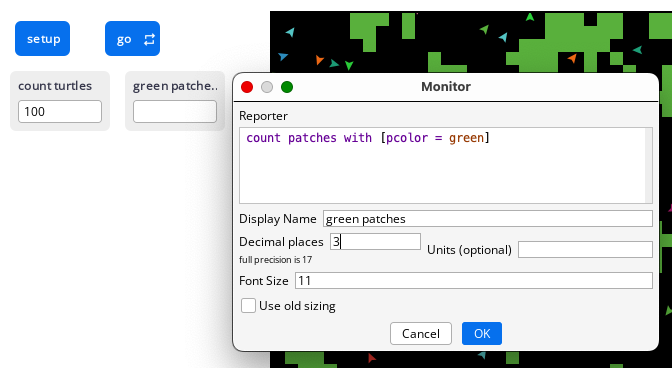 setup
go
count turtles
green patche..
100
Monitor
Reporter
count patches with [pcolor = green]
Display Name green patches
Decimal places 3
Units (optional)
full precision is 17
Font Size 11
Use old sizing
Cancel
OK